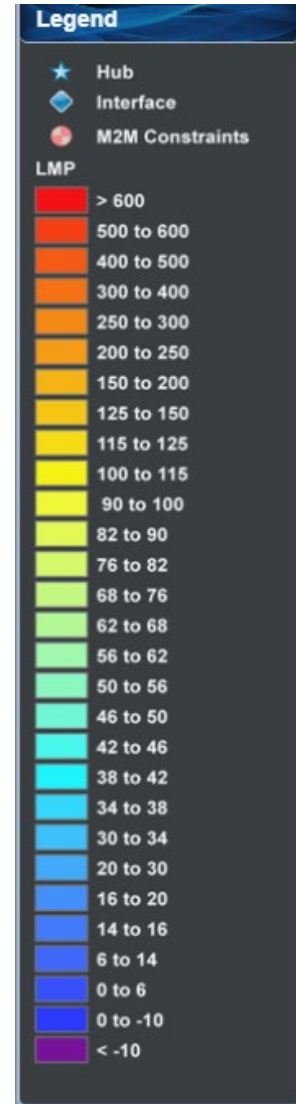 Legend
Hub
Interface
M2M Constraints
LMP
> 600
500 to 600
400 to 500
300 to 400
250 to 300
200 to 250
150 to 200
125 to 150
115 to 125
100 to 115
90 to 100
82 to 90
76 to 82
68 to 76
62 to 68
56 to 62
50 to 56
46 to 50
42 to 46
38 to 42
34 to 38
30 to 34
20 to 30
16 to 20
14 to 16
6 to 14
0 to 6
0 to -10
< -10